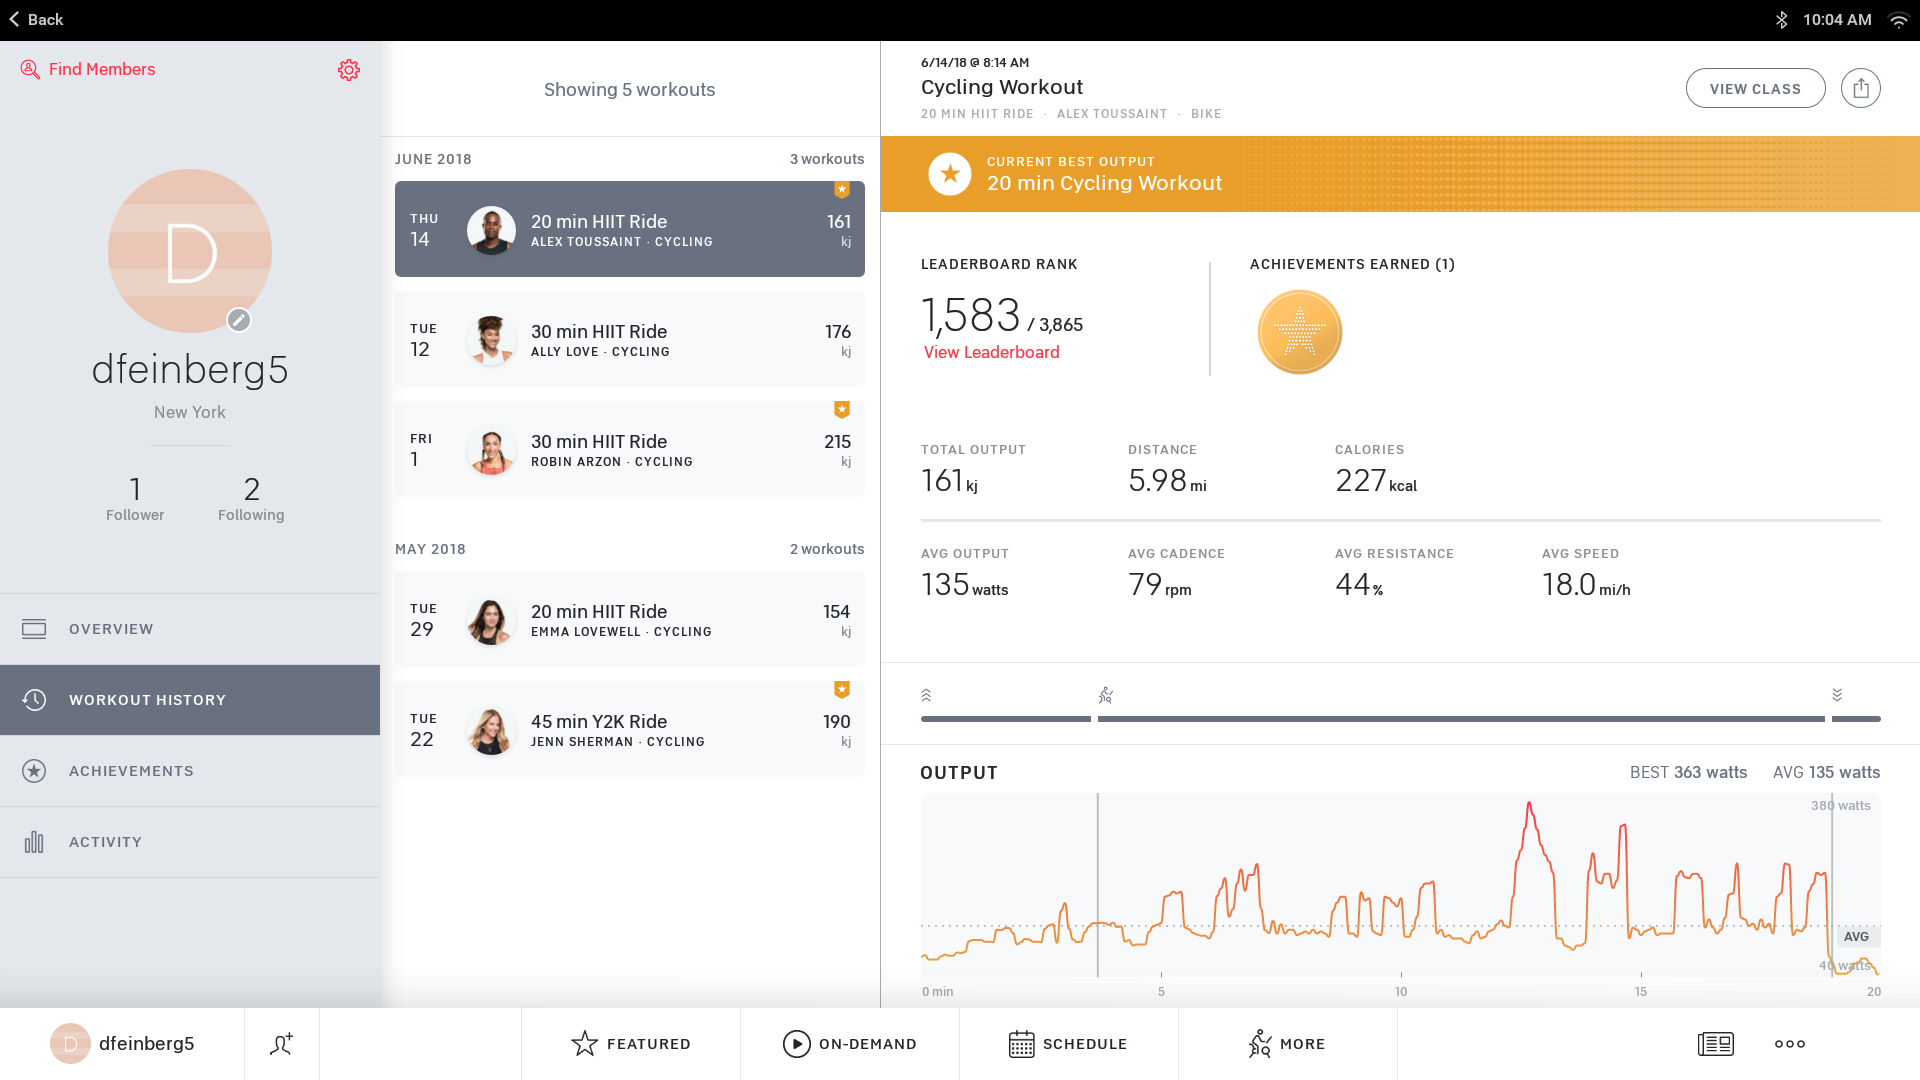 Back
10:04 AM
Find Members
D
dfeinberg5
New York
1
Follower
2
Following
OVERVIEW
WORKOUT HISTORY
ACHIEVEMENTS
ACTIVITY
Showing 5 workouts
JUNE 2018
3 workouts
THU
14
20 min HIIT Ride
ALEX TOUSSAINT · CYCLING
161
kj
TUE
12
30 min HIIT Ride
ALLY LOVE · CYCLING
176
kj
FRI
1
30 min HIIT Ride
ROBIN ARZON · CYCLING
215
kj
MAY 2018
2 workouts
TUE
29
20 min HIIT Ride
EMMA LOVEWELL · CYCLING
154
kj
TUE
22
45 min Y2K Ride
JENN SHERMAN · CYCLING
190
kj
6/14/18 @ 8:14 AM
Cycling Workout
20 MIN HIIT RIDE · ALEX TOUSSAINT · BIKE
VIEW CLASS
CURRENT BEST OUTPUT
20 min Cycling Workout
LEADERBOARD RANK
1,583 / 3,865
View Leaderboard
ACHIEVEMENTS EARNED (1)
TOTAL OUTPUT
161 kj
DISTANCE
5.98 mi
CALORIES
227 kcal
AVG OUTPUT
135 watts
AVG CADENCE
79 rpm
AVG RESISTANCE
44 %
AVG SPEED
18.0 mi/h
OUTPUT
BEST 363 watts
AVG 135 watts
380 watts
AVG
40 watts
0 min
5
10
15
20
D
dfeinberg5
FEATURED
ON-DEMAND
SCHEDULE
MORE